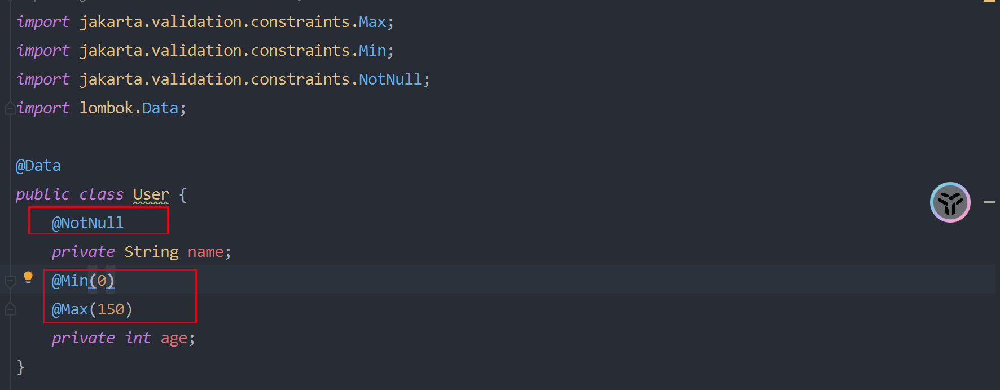 import jakarta.validation.constraints.Max;
import jakarta.validation.constraints.Min;
import jakarta.validation.constraints.NotNull;
import lombok.Data;
@Data
public class User {
@NotNull
private String name;
@Min(0)
@Max(150)
private int age;
}